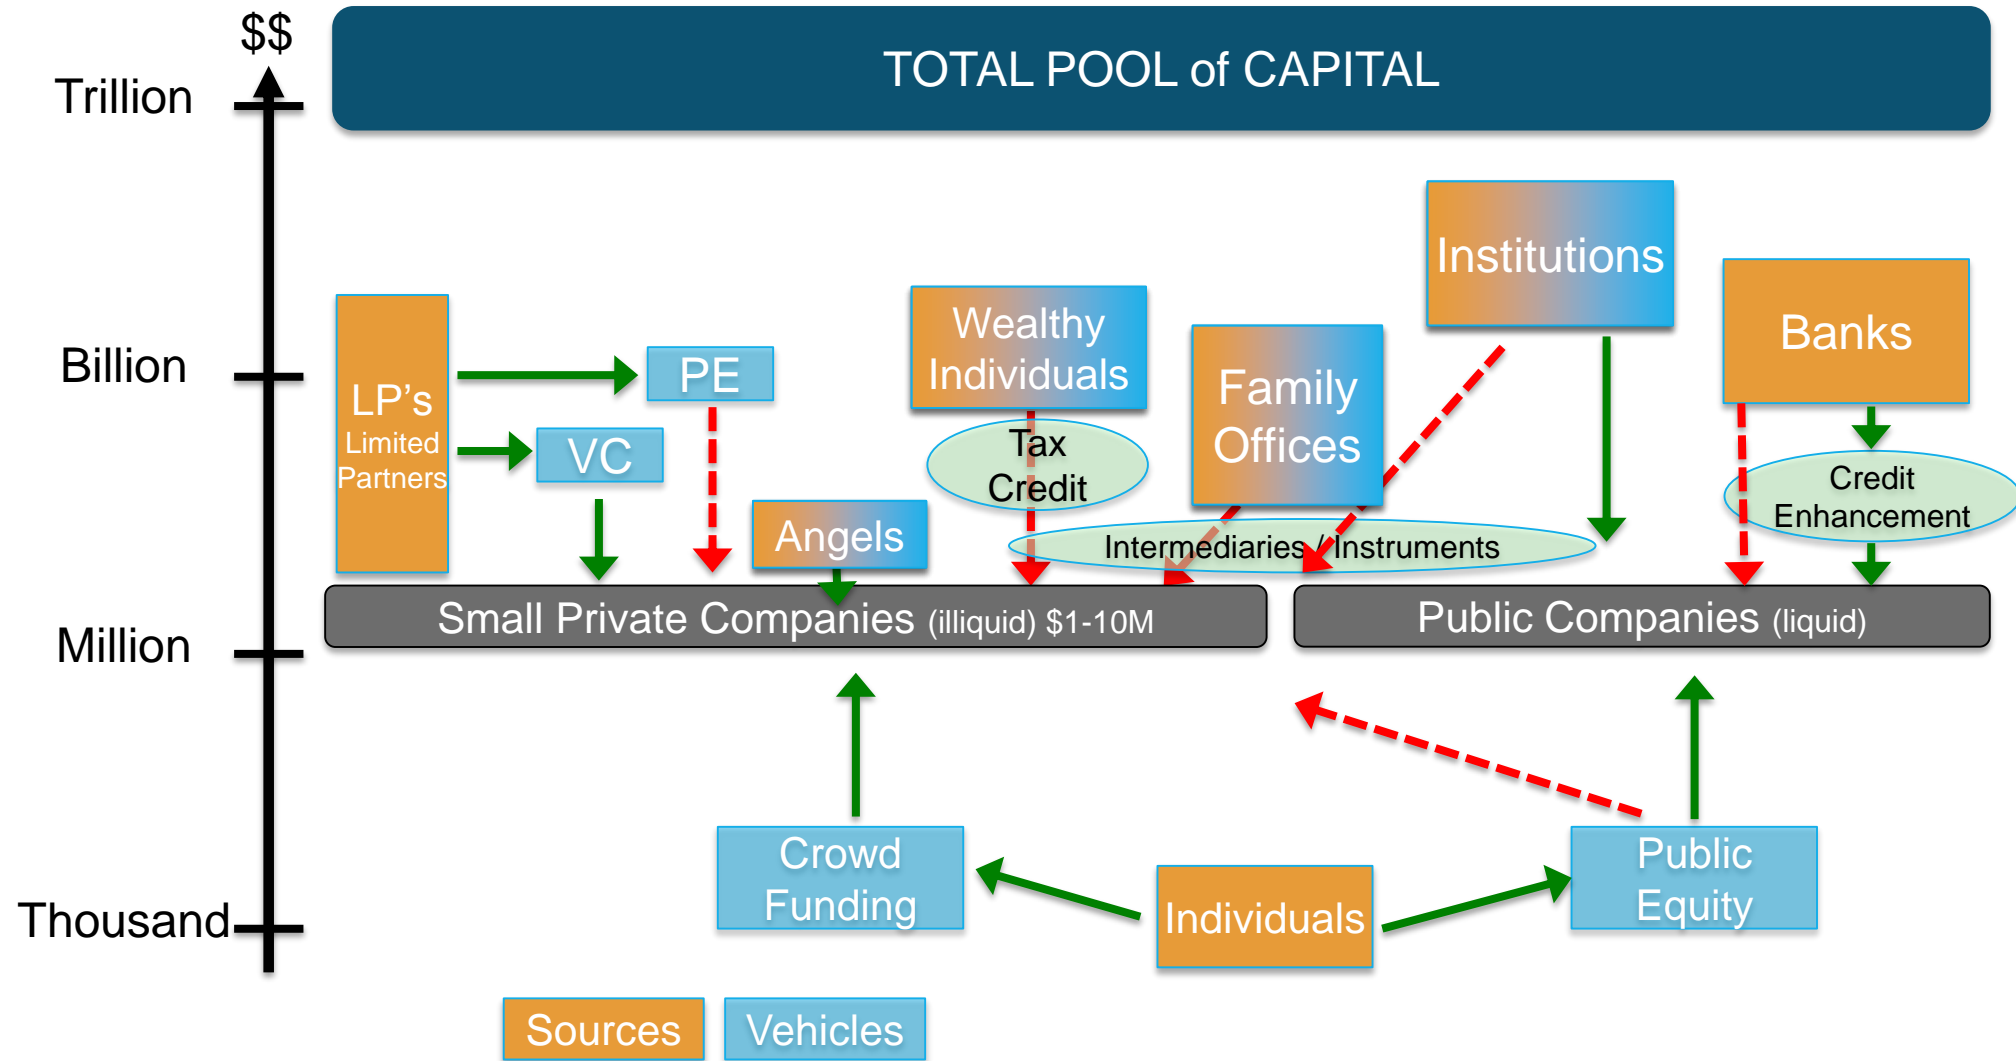 $$
TOTAL POOL of CAPITAL
Trillion
Billion
Million
Thousand
LP's
Limited
Partners
PE
VC
Angels
Wealthy
Individuals
Tax
Credit
Family
Offices
Institutions
Banks
Credit
Enhancement
Intermediaries / Instruments
Small Private Companies (illiquid) $1-10M
Public Companies (liquid)
Crowd
Funding
Individuals
Public
Equity
Sources
Vehicles